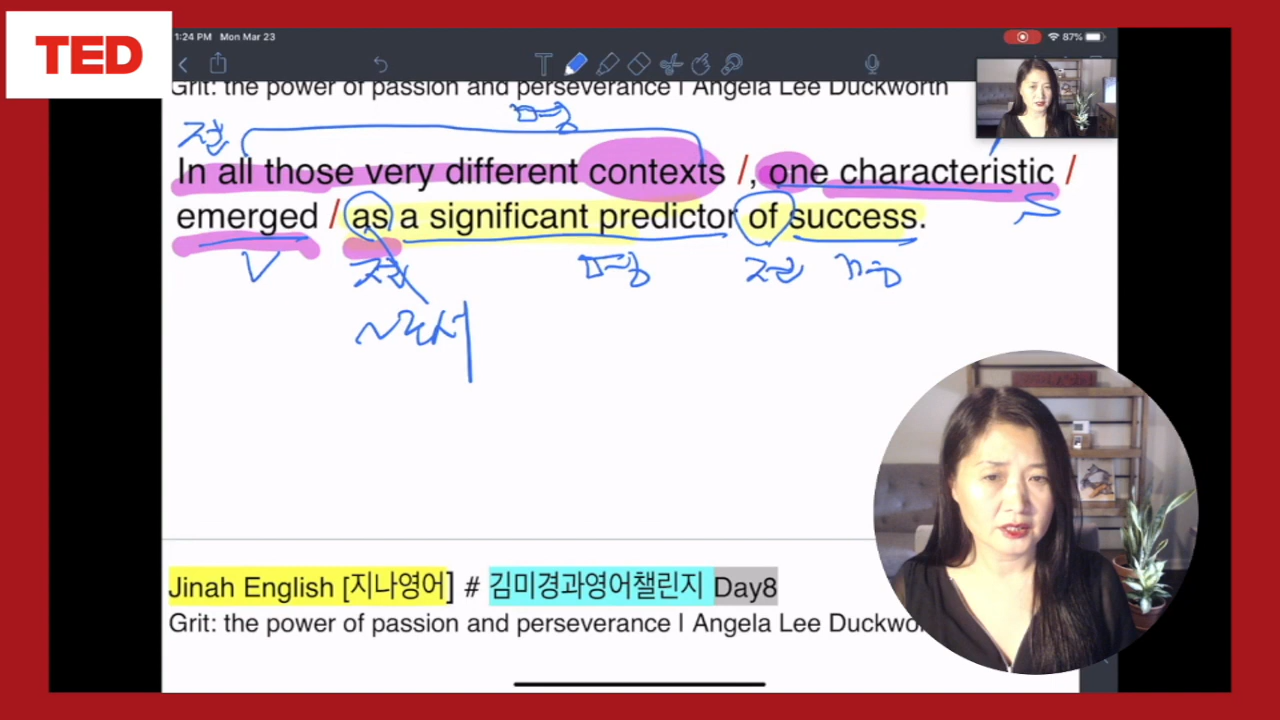 TED
1:24 PM Mon Mar 23
87%
Grit: the power of passion and perseverance | Angela Lee Duckworth
전
In all those very different contexts /, one characteristic /
S
emerged / as a significant predictor of success.
V
전
전
~로서
Jinah English [지나영어] # 김미경과영어챌린지 Day8
Grit: the power of passion and perseverance | Angela Lee